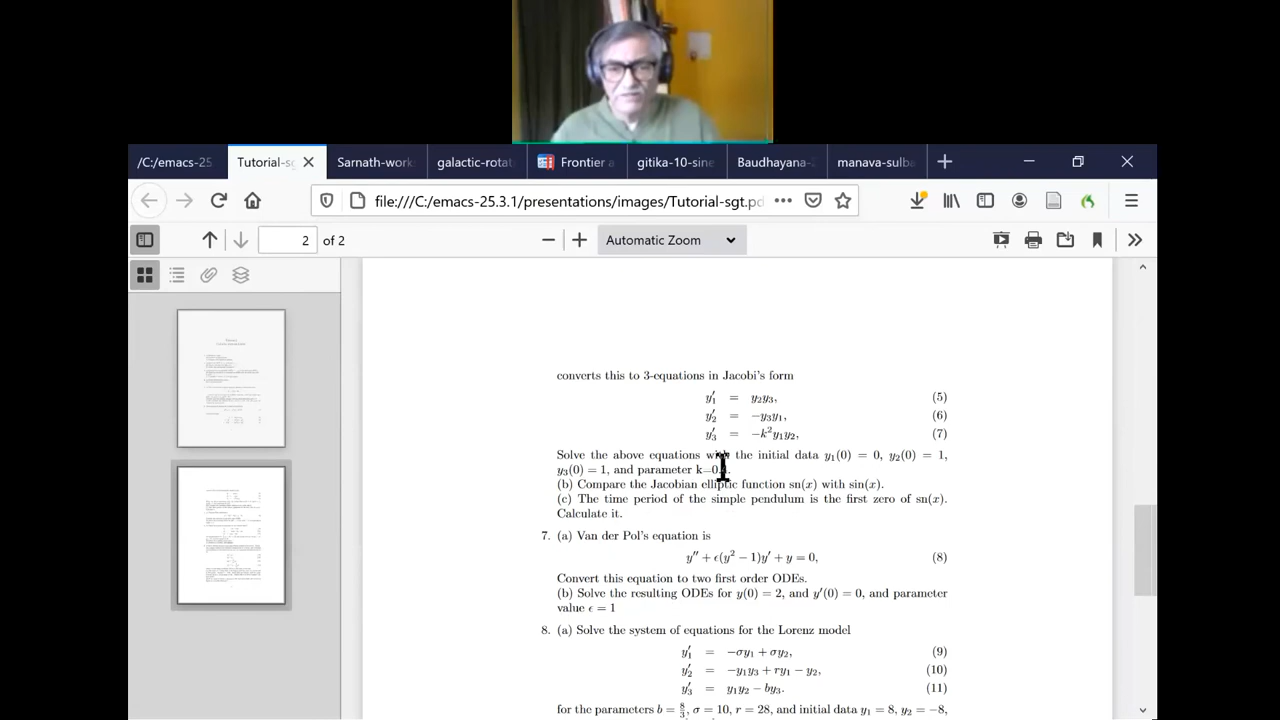 /C:/emacs-25
Tutorial-sg
Sarnath-work
galactic-rotat
Frontier a
gitika-10-sine
Baudhayana-
manava-sulba
file:///C:/emacs-25.3.1/presentations/images/Tutorial-sgt.pd
2 of 2
Automatic Zoom
converts this to 3-equations in Jacobi's form
y′₁ = y₂y₃, (5)
y′₂ = −y₃y₁, (6)
y′₃ = −k²y₁y₂, (7)
Solve the above equations with the initial data y₁(0) = 0, y₂(0) = 1,
y₃(0) = 1, and parameter
(b) Compare the Jacobian elliptic function sn(x) with sin(x).
(c) The time period of the simple pendulum is the first zero of sn(x).
Calculate it.
7. (a) Van der Pol's equation is
y′′ + ϵ(y² − 1)y′ + y = 0, (8)
Convert this equation to two first order ODEs.
(b) Solve the resulting ODEs for y(0) = 2, and y′(0) = 0, and parameter
value ϵ = 1
8. (a) Solve the system of equations for the Lorenz model
y′₁ = −σy₁ + σy₂, (9)
y′₂ = −y₁y₃ + ry₁ − y₂, (10)
y′₃ = y₁y₂ − by₃. (11)
for the parameters b = 8/3, σ = 10, r = 28, and initial data y₁ = 8, y₂ = −8,